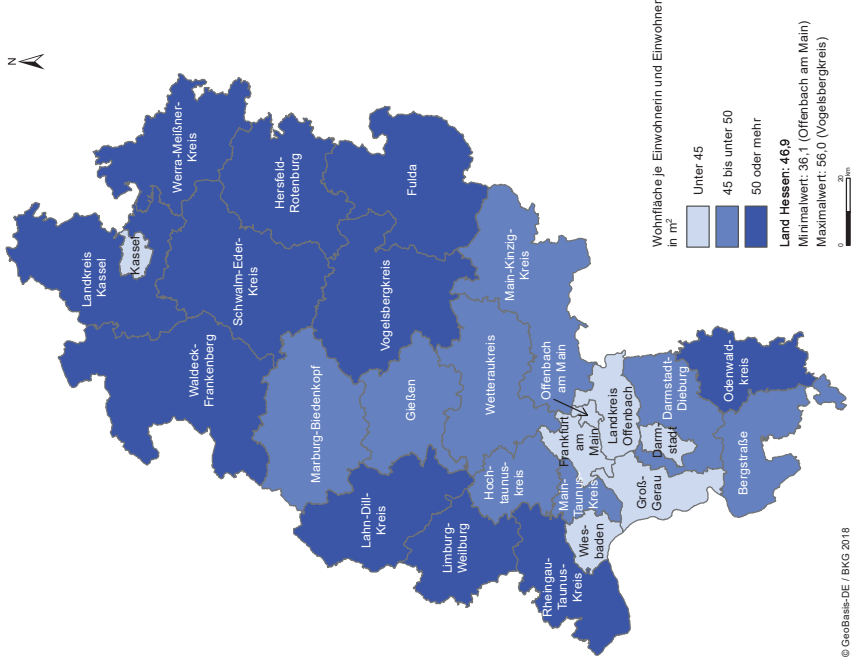 N
Landkreis
Kassel
Kassel
Werra-Meißner-
Kreis
Waldeck-
Frankenberg
Schwalm-Eder-
Kreis
Hersfeld-
Rotenburg
Marburg-Biedenkopf
Vogelsbergkreis
Fulda
Lahn-Dill-
Kreis
Gießen
Limburg-
Weilburg
Hoch-
taunus-
kreis
Wetteraukreis
Main-Kinzig-
Kreis
Rheingau-
Taunus-
Kreis
Main-
Taunus-
Kreis
Frankfurt
am
Main
Offenbach
am Main
Wies-
baden
Landkreis
Offenbach
Groß-
Gerau
Darm-
stadt
Darmstadt-
Dieburg
Bergstraße
Odenwald-
kreis
Wohnfläche je Einwohnerin und Einwohner
in m²
Unter 45
45 bis unter 50
50 oder mehr
Land Hessen: 46,9
Minimalwert: 36,1 (Offenbach am Main)
Maximalwert: 56,0 (Vogelsbergkreis)
0 20 km
© GeoBasis-DE / BKG 2018